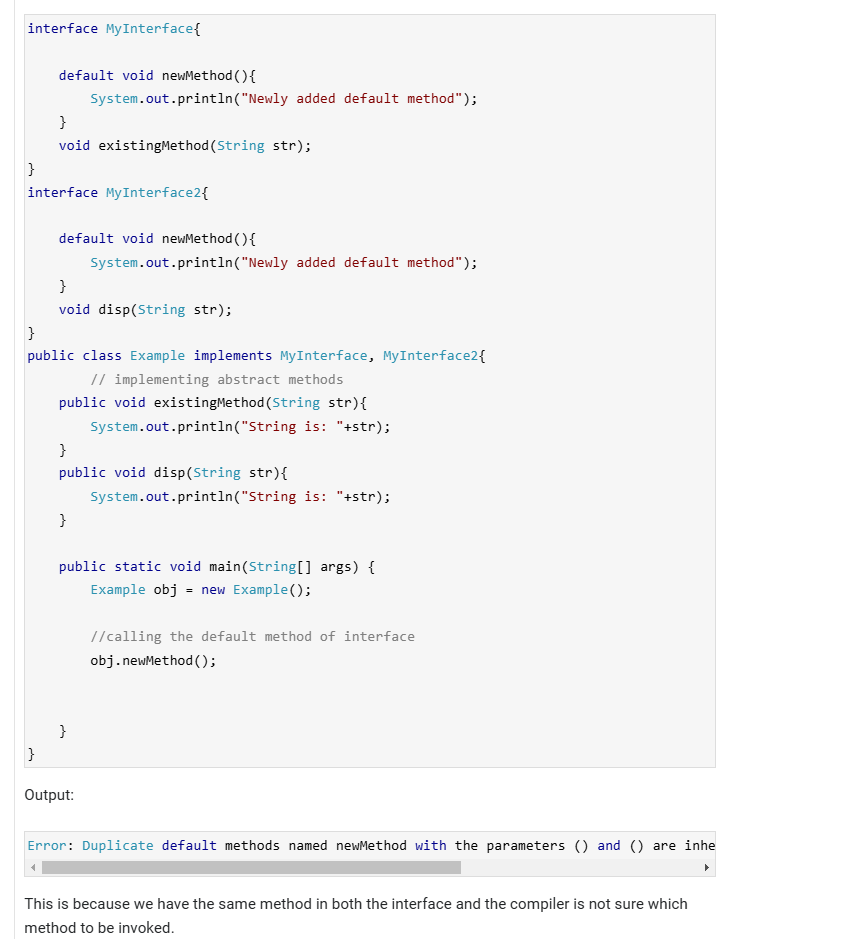 interface MyInterface{
default void newMethod(){
System.out.println("Newly added default method");
}
void existingMethod(String str);
}
interface MyInterface2{
default void newMethod(){
System.out.println("Newly added default method");
}
void disp(String str);
}
public class Example implements MyInterface, MyInterface2{
// implementing abstract methods
public void existingMethod(String str){
System.out.println("String is: "+str);
}
public void disp(String str){
System.out.println("String is: "+str);
}
public static void main(String[] args) {
Example obj = new Example();
//calling the default method of interface
obj.newMethod();
}
}
Output:
Error: Duplicate default methods named newMethod with the parameters () and () are inhe
This is because we have the same method in both the interface and the compiler is not sure which
method to be invoked.